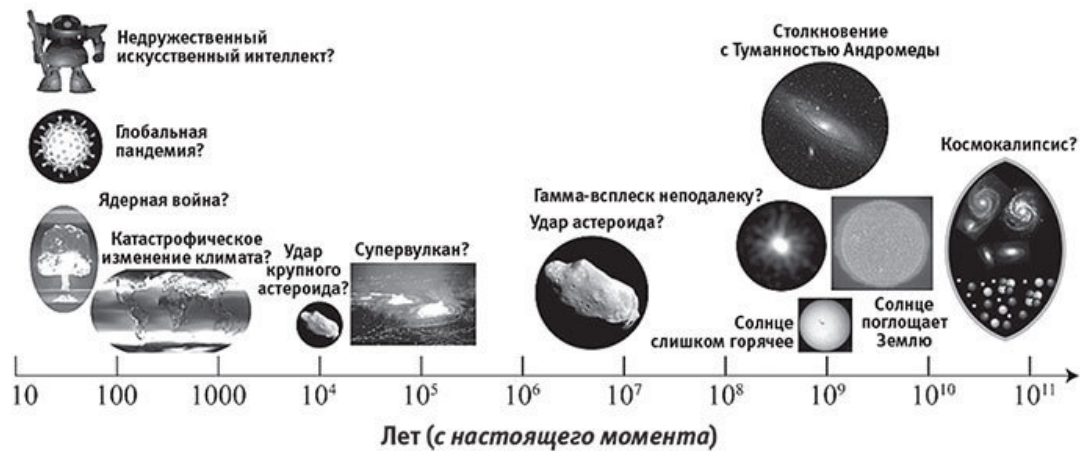 Недружественный
искусственный интеллект?
Глобальная
пандемия?
Ядерная война?
Катастрофическое
изменение климата?
Удар
крупного
астероида?
Супервулкан?
Гамма-всплеск неподалеку?
Удар астероида?
Столкновение
с Туманностью Андромеды
Космокалипсис?
Солнце
слишком горячее
Солнце
поглощает
Землю
10 100 1000 10⁴ 10⁵ 10⁶ 10⁷ 10⁸ 10⁹ 10¹⁰ 10¹¹
Лет (с настоящего момента)